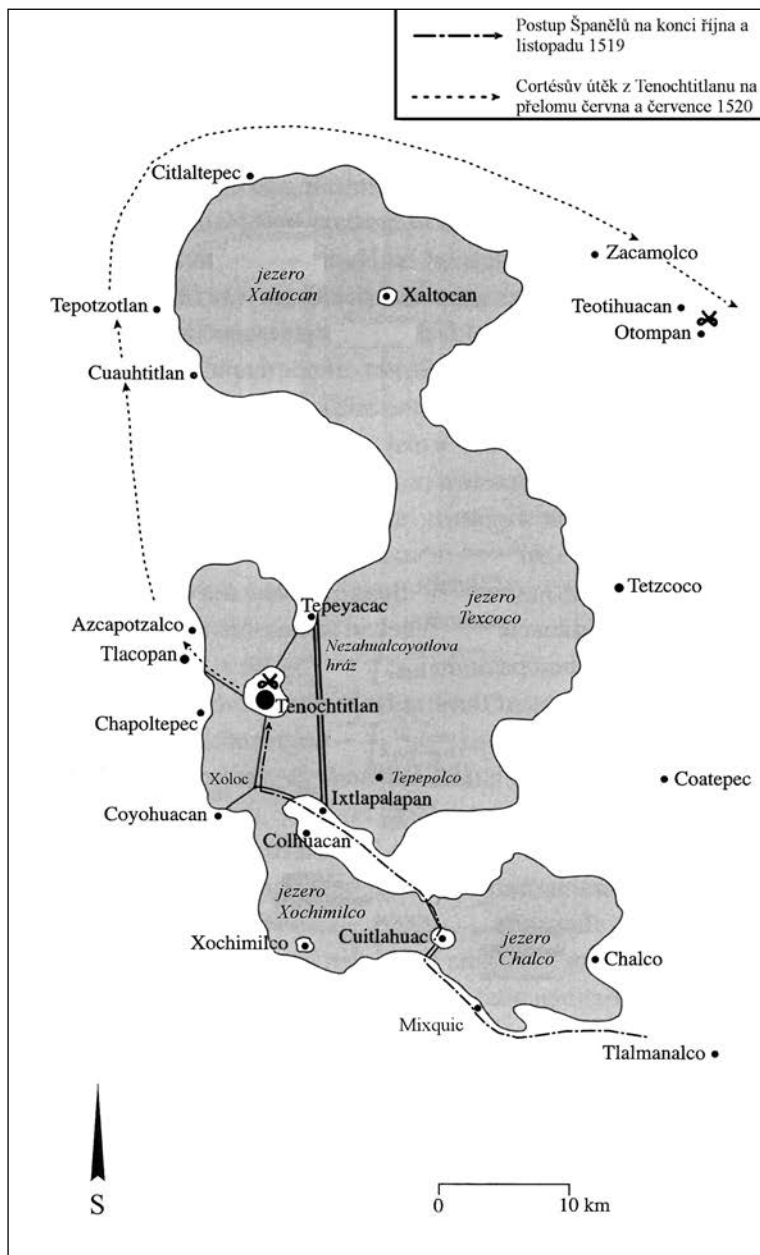 Postup Španělů na konci října a
listopadu 1519
Cortésův útěk z Tenochtitlanu na
přelomu června a července 1520
Citlaltepec
Zacamolco
jezero
Xaltocan
Xaltocan
Tepotzotlan
Teotihuacan
Otompan
Cuauhtitlan
Tetzcoco
jezero
Texcoco
Tepeyacac
Azcapotzalco
Nezahualcoyotlova
hráz
Tlacopan
Tenochtitlan
Chapoltepec
Xoloc
Tepepolco
Coatepec
Ixtlapalapan
Coyohuacan
Colhuacan
jezero
Xochimilco
Xochimilco
Cuitlahuac
jezero
Chalco
Chalco
Mixquic
Tlalmanalco
S
0 10 km